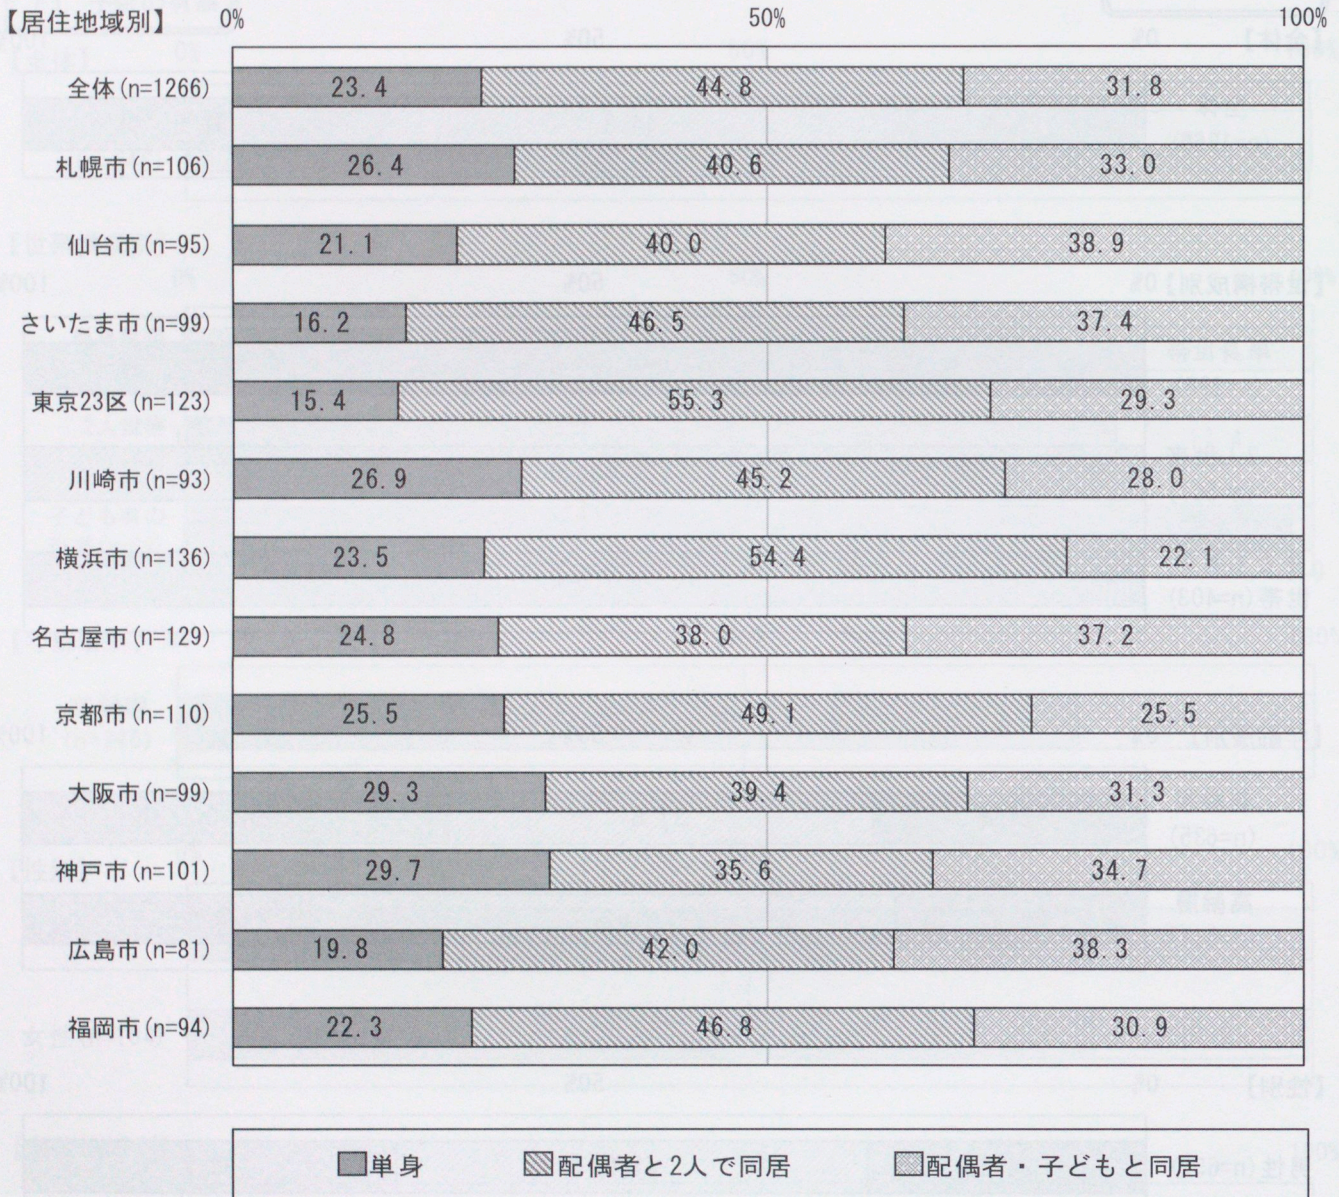 【居住地域別】 0% 50% 100%
全体(n=1266) 23.4 44.8 31.8
札幌市(n=106) 26.4 40.6 33.0
仙台市(n=95) 21.1 40.0 38.9
さいたま市(n=99) 16.2 46.5 37.4
東京23区(n=123) 15.4 55.3 29.3
川崎市(n=93) 26.9 45.2 28.0
横浜市(n=136) 23.5 54.4 22.1
名古屋市(n=129) 24.8 38.0 37.2
京都市(n=110) 25.5 49.1 25.5
大阪市(n=99) 29.3 39.4 31.3
神戸市(n=101) 29.7 35.6 34.7
広島市(n=81) 19.8 42.0 38.3
福岡市(n=94) 22.3 46.8 30.9
単身 配偶者と2人で同居 配偶者・子どもと同居